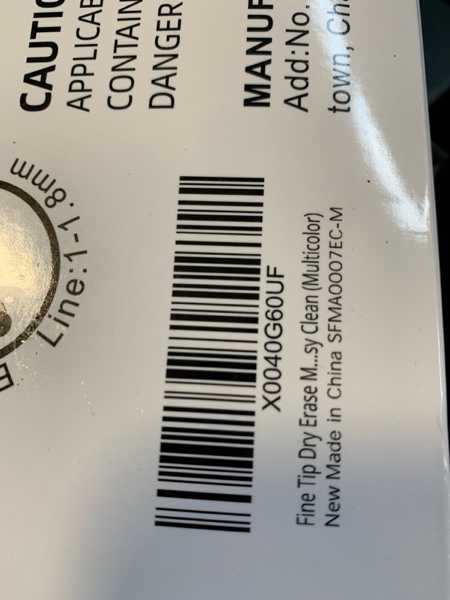 CAUTIO
APPLICAB
CONTAIN
DANGER
MANUF
Add:No.
town, Ch
Line:1-1.8mm
X0040G60UF
Fine Tip Dry Erase M...sy Clean (Multicolor)
New Made in China SFMA0007EC-M